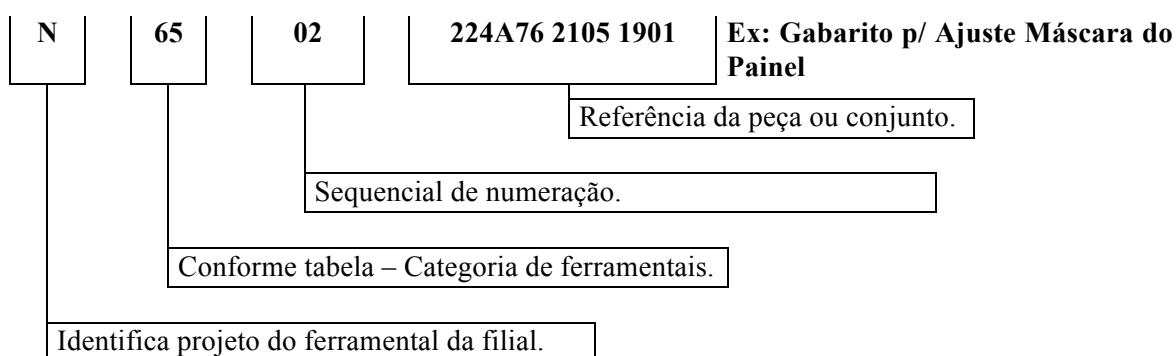 N 65 02 224A76 2105 1901 Ex: Gabarito p/ Ajuste Máscara do
Painel
Referência da peça ou conjunto.
Sequencial de numeração.
Conforme tabela – Categoria de ferramentais.
Identifica projeto do ferramental da filial.